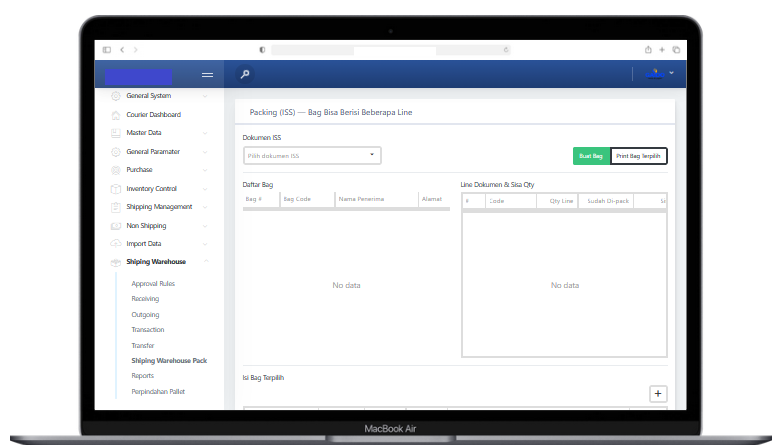 General System
Courier Dashboard
Master Data
General Paramater
Purchase
Inventory Control
Shipping Management
Non Shipping
Import Data
Shiping Warehouse
Approval Rules
Receiving
Outgoing
Transaction
Transfer
Shiping Warehouse Pack
Reports
Perpindahan Pallet
Packing (ISS) — Bag Bisa Berisi Beberapa Line
Dokumen ISS
Pilih dokumen ISS
Buat Bag
Print Bag Terpilih
Daftar Bag
Bag # Bag Code Nama Penerima Alamat
No data
Line Dokumen & Sisa Qty
# Code Qty Line Sudah Di-pack
No data
Isi Bag Terpilih
+
MacBook Air